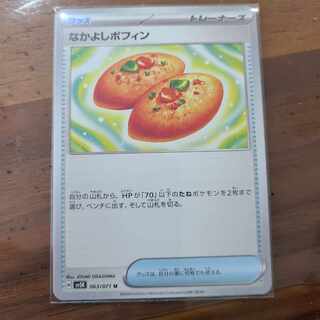 グッズ
トレーナーズ
なかよしポフィン
自分の山札から、HPが「70」以下のたねポケモンを2枚まで
選び、ベンチに出す。そして山札を切る。
グッズは、自分の番に何枚でも使える。
063/071 U